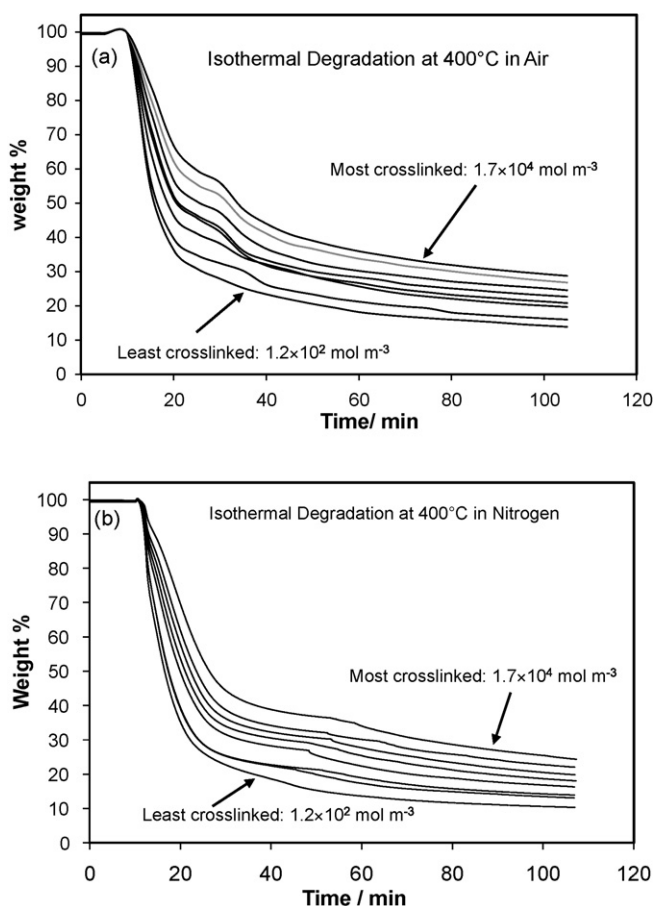 100
90
80
70
60
50
40
30
20
10
0
weight %
(a)
Isothermal Degradation at 400°C in Air
Most crosslinked: 1.7×10⁴ mol m⁻³
Least crosslinked: 1.2×10² mol m⁻³
0 20 40 60 80 100 120
Time/ min
100
90
80
70
60
50
40
30
20
10
0
Weight %
(b)
Isothermal Degradation at 400°C in Nitrogen
Most crosslinked: 1.7×10⁴ mol m⁻³
Least crosslinked: 1.2×10² mol m⁻³
0 20 40 60 80 100 120
Time / min